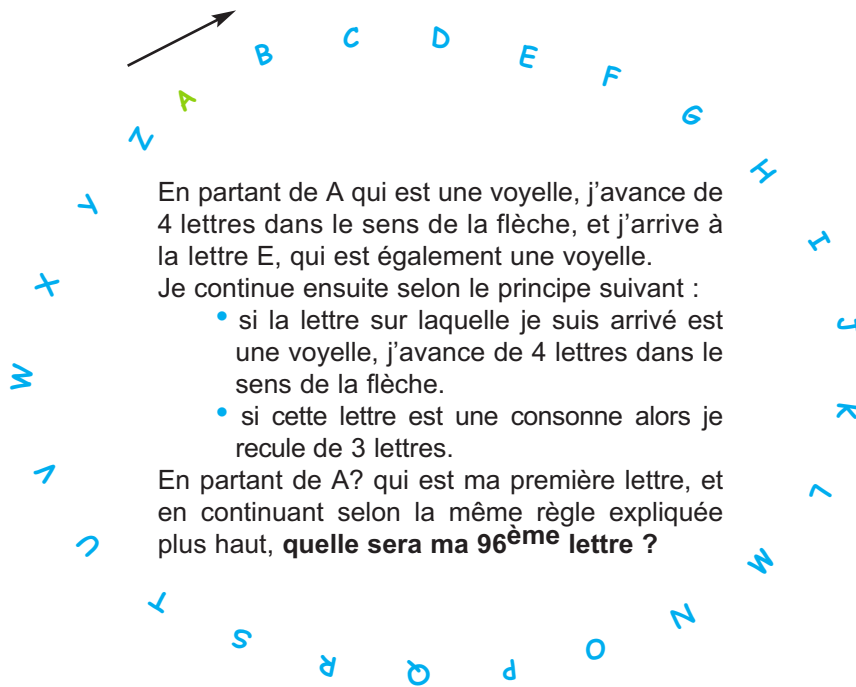 A B C D E F G H I J K L M N O P Q R S T U V W X Y Z
En partant de A qui est une voyelle, j’avance de
4 lettres dans le sens de la flèche, et j’arrive à
la lettre E, qui est également une voyelle.
Je continue ensuite selon le principe suivant :
• si la lettre sur laquelle je suis arrivé est
une voyelle, j’avance de 4 lettres dans le
sens de la flèche.
• si cette lettre est une consonne alors je
recule de 3 lettres.
En partant de A? qui est ma première lettre, et
en continuant selon la même règle expliquée
plus haut, quelle sera ma 96ème lettre ?